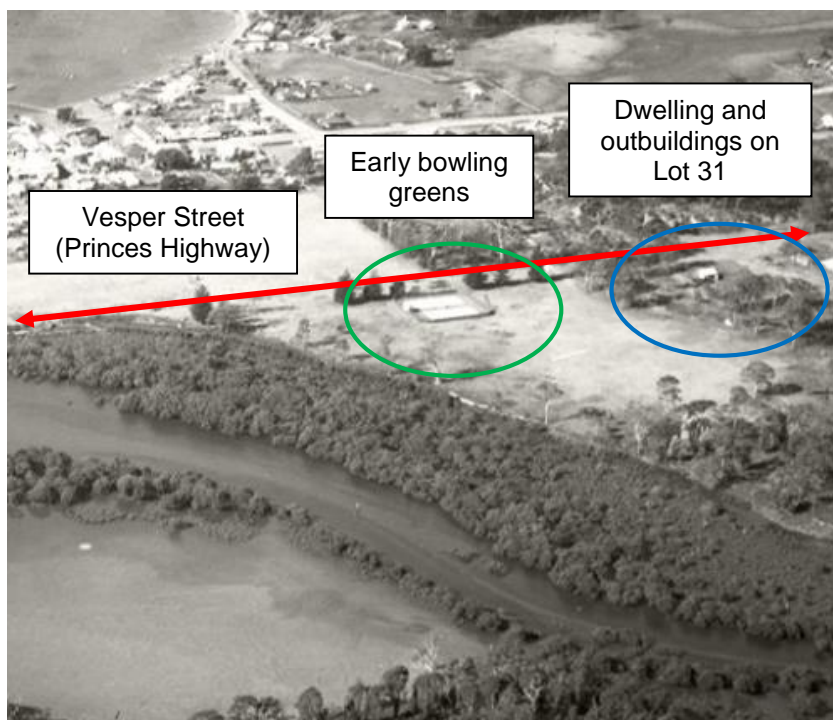 Dwelling and
outbuildings on
Lot 31
Early bowling
greens
Vesper Street
(Princes Highway)